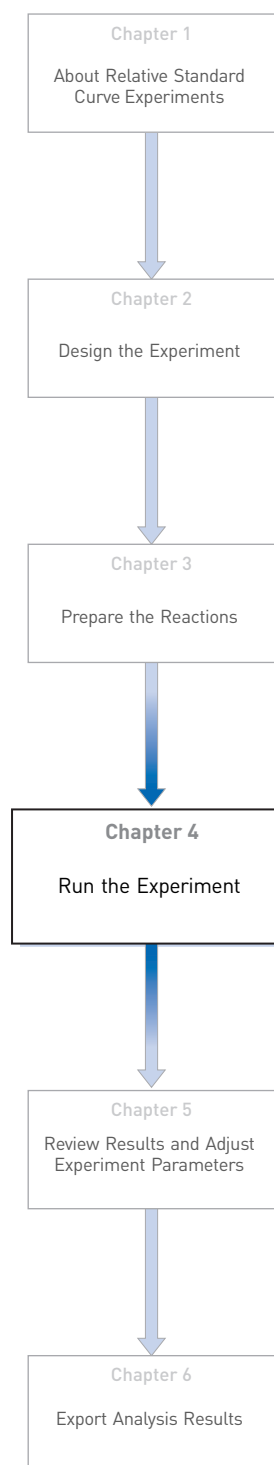 Chapter 1
About Relative Standard
Curve Experiments
Chapter 2
Design the Experiment
Chapter 3
Prepare the Reactions
Chapter 4
Run the Experiment
Chapter 5
Review Results and Adjust
Experiment Parameters
Chapter 6
Export Analysis Results